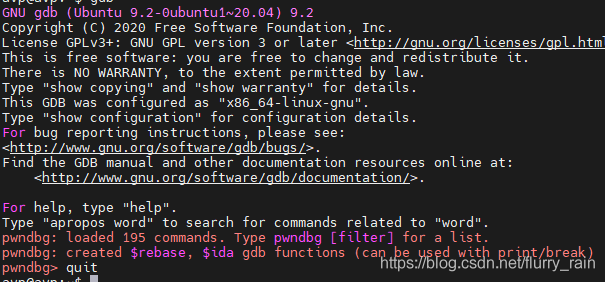 avp@avp:~$ gdb
GNU gdb (Ubuntu 9.2-0ubuntu1~20.04) 9.2
Copyright (C) 2020 Free Software Foundation, Inc.
License GPLv3+: GNU GPL version 3 or later <http://gnu.org/licenses/gpl.html
This is free software: you are free to change and redistribute it.
There is NO WARRANTY, to the extent permitted by law.
Type "show copying" and "show warranty" for details.
This GDB was configured as "x86_64-linux-gnu".
Type "show configuration" for configuration details.
For bug reporting instructions, please see:
<http://www.gnu.org/software/gdb/bugs/>.
Find the GDB manual and other documentation resources online at:
<http://www.gnu.org/software/gdb/documentation/>.
For help, type "help".
Type "apropos word" to search for commands related to "word".
pwndbg: loaded 195 commands. Type pwndbg [filter] for a list.
pwndbg: created $rebase, $ida gdb functions (can be used with print/break)
pwndbg> quit
https://blog.csdn.net/flurry_rain
avp@avp:~$